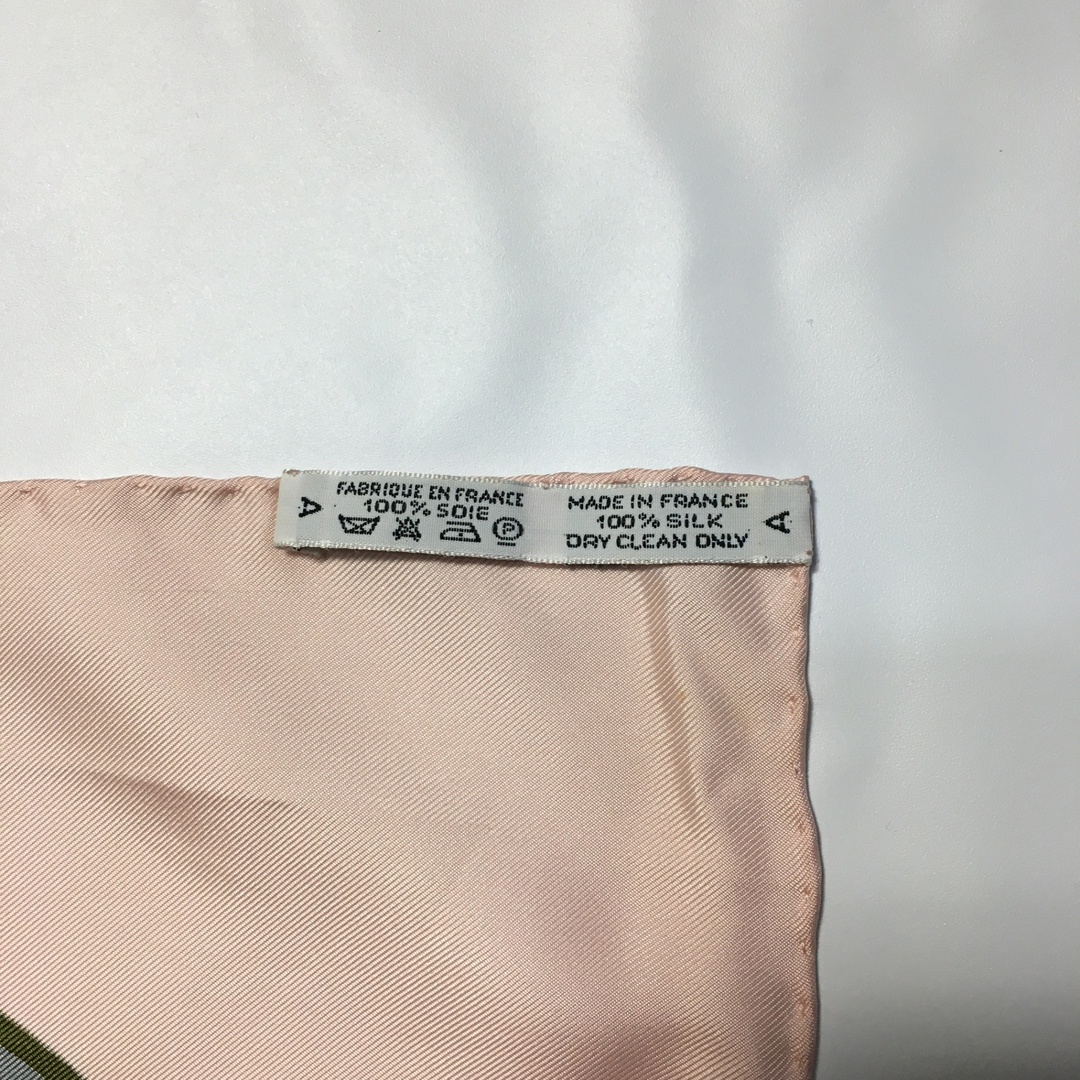 A
FABRIQUE EN FRANCE
100% SOIE
P
MADE IN FRANCE
100% SILK
DRY CLEAN ONLY
A